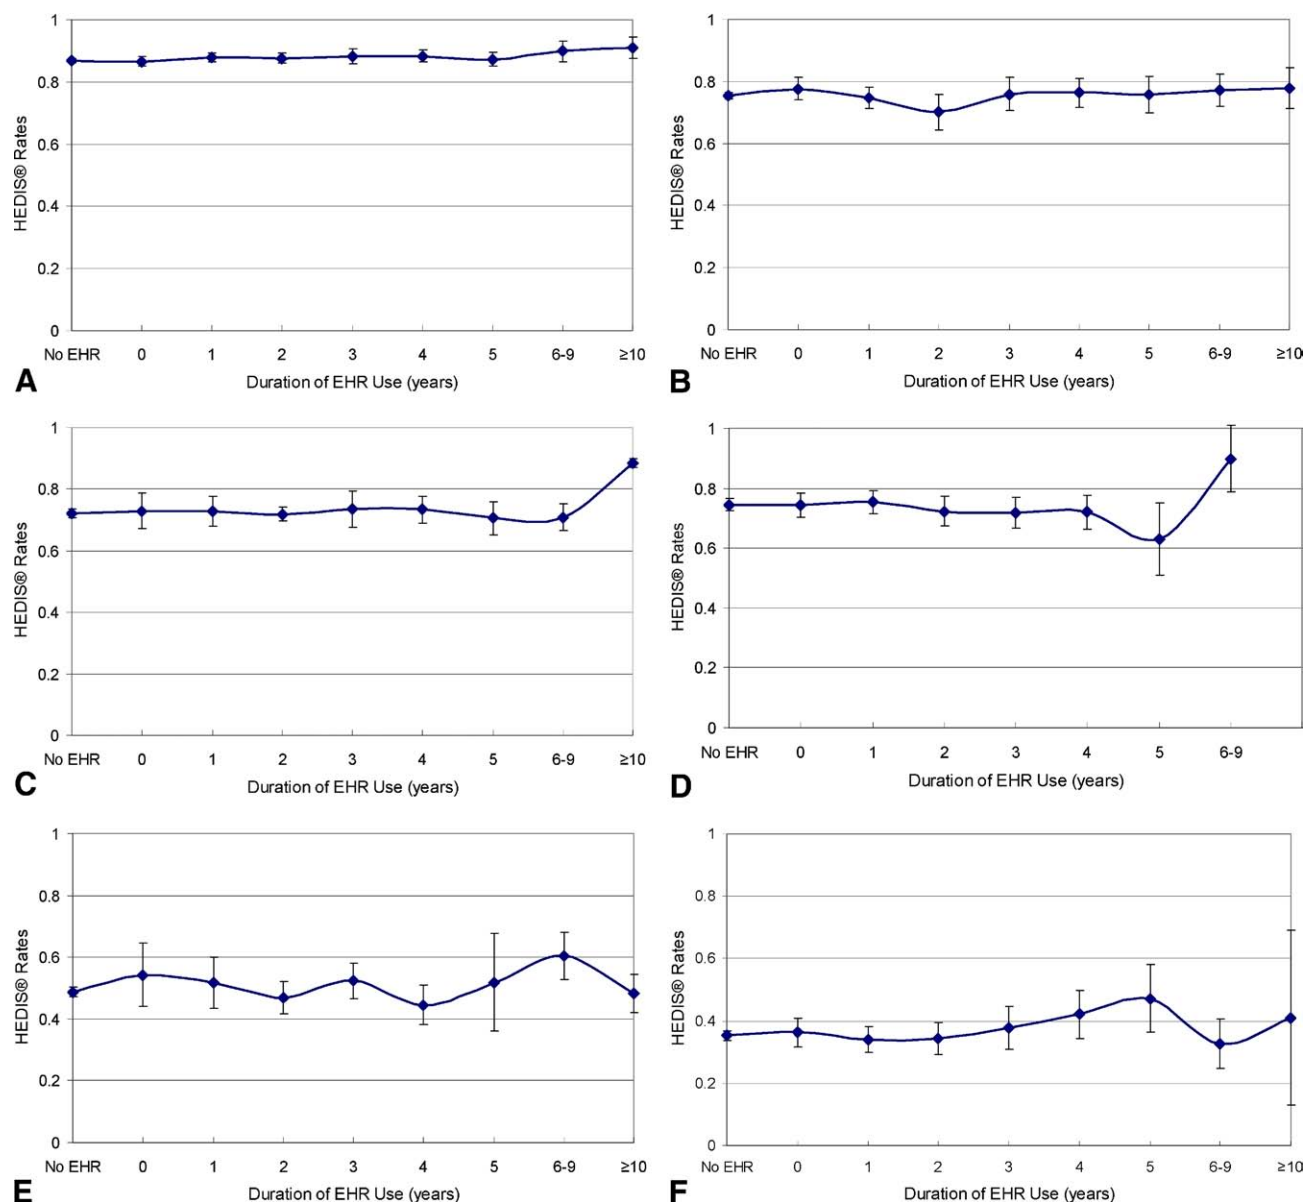 1
0.8
0.6
0.4
0.2
0
HEDIS® Rates
No EHR 0 1 2 3 4 5 6-9 ≥10
Duration of EHR Use (years)
A
1
0.8
0.6
0.4
0.2
0
HEDIS® Rates
No EHR 0 1 2 3 4 5 6-9 ≥10
Duration of EHR Use (years)
B
1
0.8
0.6
0.4
0.2
0
HEDIS® Rates
No EHR 0 1 2 3 4 5 6-9 ≥10
Duration of EHR Use (years)
C
1
0.8
0.6
0.4
0.2
0
HEDIS® Rates
No EHR 0 1 2 3 4 5 6-9
Duration of EHR Use (years)
D
1
0.8
0.6
0.4
0.2
0
HEDIS® Rates
No EHR 0 1 2 3 4 5 6-9 ≥10
Duration of EHR Use (years)
E
1
0.8
0.6
0.4
0.2
0
HEDIS® Rates
No EHR 0 1 2 3 4 5 6-9 ≥10
Duration of EHR Use (years)
F